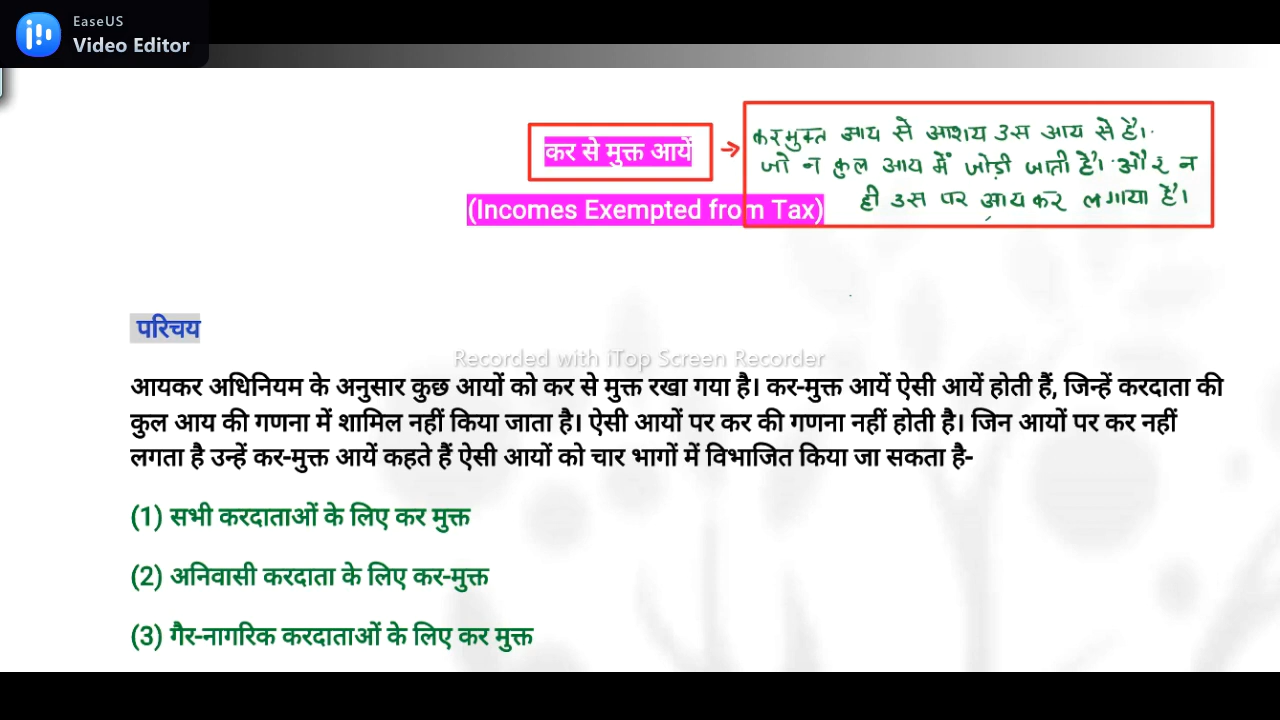 EaseUS
Video Editor
कर से मुक्त आयें
(Incomes Exempted from Tax)
करमुक्त आय से आशय उस आय से है।
जो न कुल आय में जोड़ी जाती है। और न
ही उस पर आयकर लगाया है।
परिचय
Recorded with iTop Screen Recorder
आयकर अधिनियम के अनुसार कुछ आयों को कर से मुक्त रखा गया है। कर-मुक्त आयें ऐसी आयें होती हैं, जिन्हें करदाता की
कुल आय की गणना में शामिल नहीं किया जाता है। ऐसी आयों पर कर की गणना नहीं होती है। जिन आयों पर कर नहीं
लगता है उन्हें कर-मुक्त आयें कहते हैं ऐसी आयों को चार भागों में विभाजित किया जा सकता है-
(1) सभी करदाताओं के लिए कर मुक्त
(2) अनिवासी करदाता के लिए कर-मुक्त
(3) गैर-नागरिक करदाताओं के लिए कर मुक्त